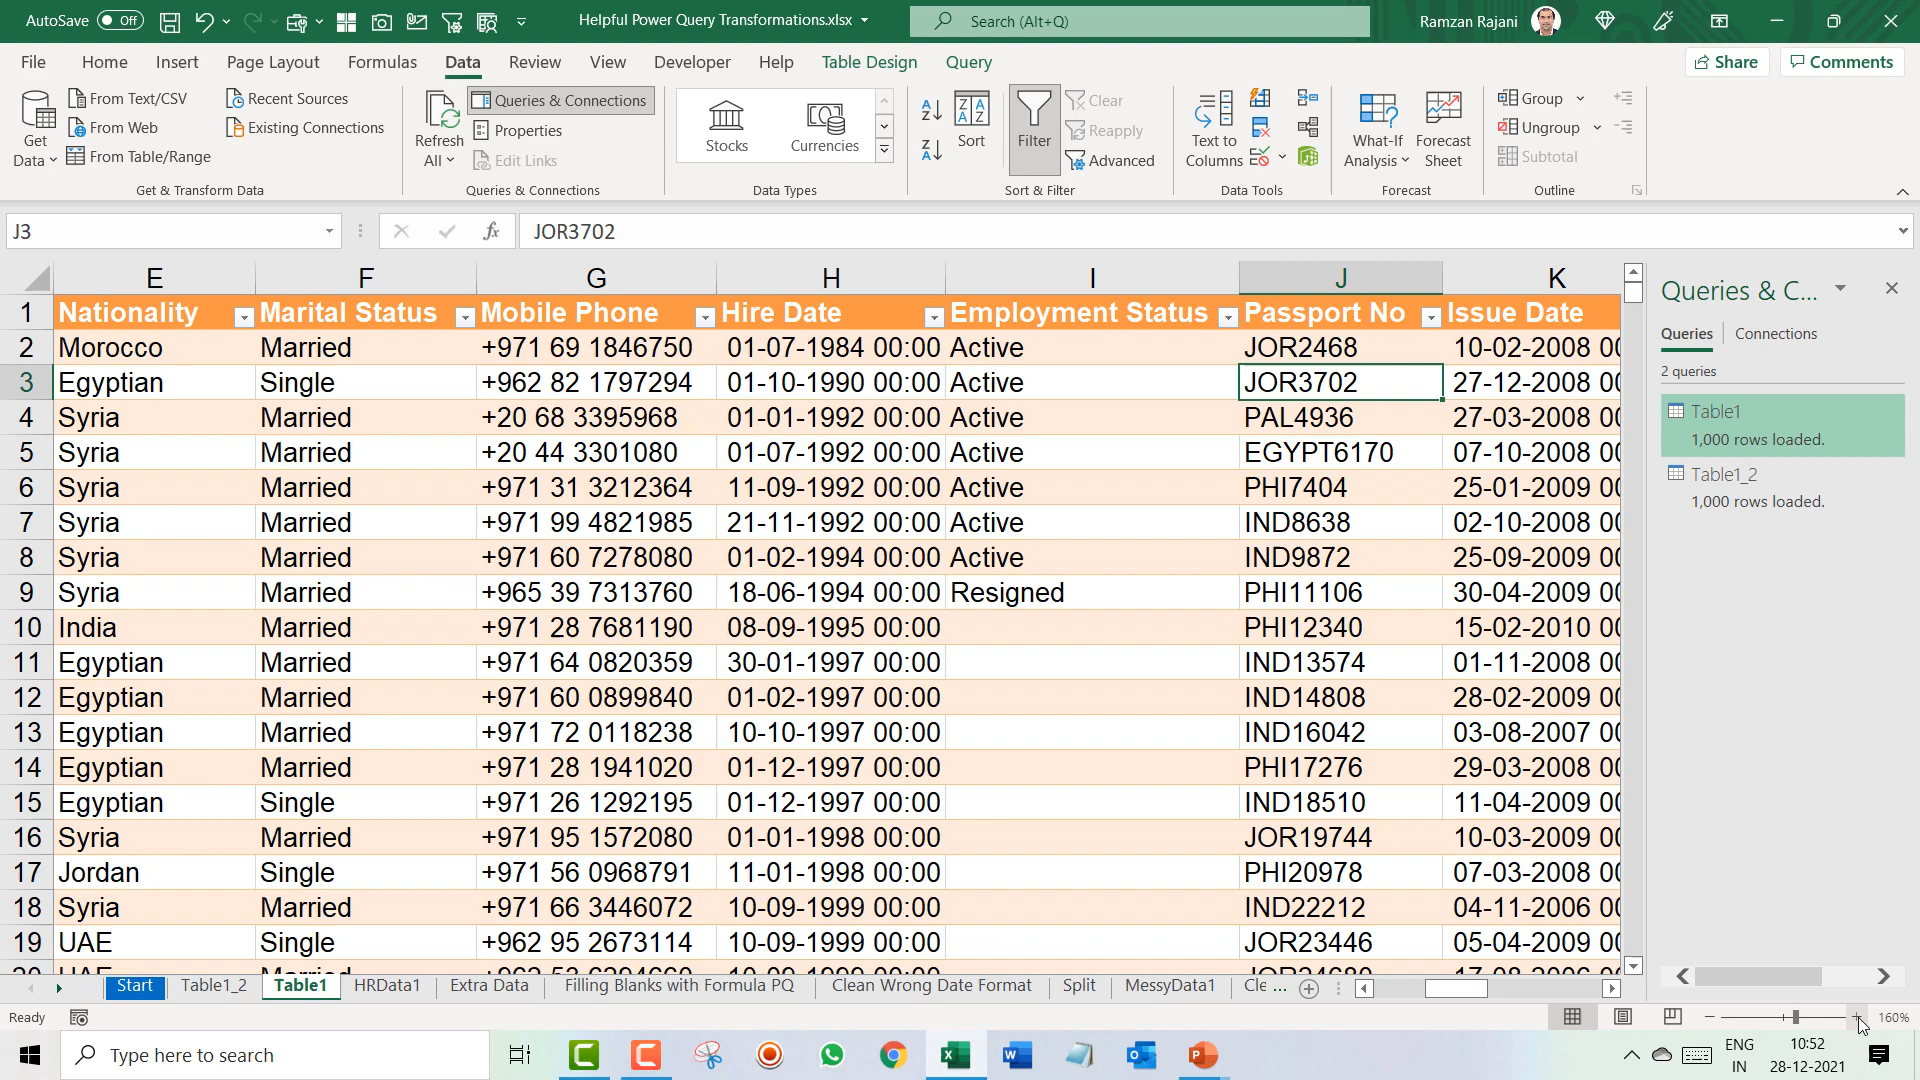 AutoSave Off Helpful Power Query Transformations.xlsx Search (Alt+Q) Ramzan Rajani
File Home Insert Page Layout Formulas Data Review View Developer Help Table Design Query Share Comments
Get Data From Text/CSV Recent Sources
From Web Existing Connections
From Table/Range
Get & Transform Data
Refresh All Queries & Connections
Properties
Edit Links
Queries & Connections
Stocks Currencies
Data Types
Sort Filter Clear
Reapply
Advanced
Sort & Filter
Text to Columns
Data Tools
What-If Analysis Forecast Sheet
Forecast
Group
Ungroup
Subtotal
Outline
J3 fx JOR3702
E F G H I J K
1 Nationality Marital Status Mobile Phone Hire Date Employment Status Passport No Issue Date
2 Morocco Married +971 69 1846750 01-07-1984 00:00 Active JOR2468 10-02-2008 00
3 Egyptian Single +962 82 1797294 01-10-1990 00:00 Active JOR3702 27-12-2008 00
4 Syria Married +20 68 3395968 01-01-1992 00:00 Active PAL4936 27-03-2008 00
5 Syria Married +20 44 3301080 01-07-1992 00:00 Active EGYPT6170 07-10-2008 00
6 Syria Married +971 31 3212364 11-09-1992 00:00 Active PHI7404 25-01-2009 00
7 Syria Married +971 99 4821985 21-11-1992 00:00 Active IND8638 02-10-2008 00
8 Syria Married +971 60 7278080 01-02-1994 00:00 Active IND9872 25-09-2009 00
9 Syria Married +965 39 7313760 18-06-1994 00:00 Resigned PHI11106 30-04-2009 00
10 India Married +971 28 7681190 08-09-1995 00:00 PHI12340 15-02-2010 00
11 Egyptian Married +971 64 0820359 30-01-1997 00:00 IND13574 01-11-2008 00
12 Egyptian Married +971 60 0899840 01-02-1997 00:00 IND14808 28-02-2009 00
13 Egyptian Married +971 72 0118238 10-10-1997 00:00 IND16042 03-08-2007 00
14 Egyptian Married +971 28 1941020 01-12-1997 00:00 PHI17276 29-03-2008 00
15 Egyptian Single +971 26 1292195 01-12-1997 00:00 IND18510 11-04-2009 00
16 Syria Married +971 95 1572080 01-01-1998 00:00 JOR19744 10-03-2009 00
17 Jordan Single +971 56 0968791 11-01-1998 00:00 PHI20978 07-03-2008 00
18 Syria Married +971 66 3446072 10-09-1999 00:00 IND22212 04-11-2006 00
19 UAE Single +962 95 2673114 10-09-1999 00:00 JOR23446 05-04-2009 00
Queries & C...
Queries Connections
2 queries
Table1
1,000 rows loaded.
Table1_2
1,000 rows loaded.
Start Table1_2 Table1 HRData1 Extra Data Filling Blanks with Formula PQ Clean Wrong Date Format Split MessyData1 Cle ...
Ready 160%
Type here to search ENG IN 10:52 28-12-2021